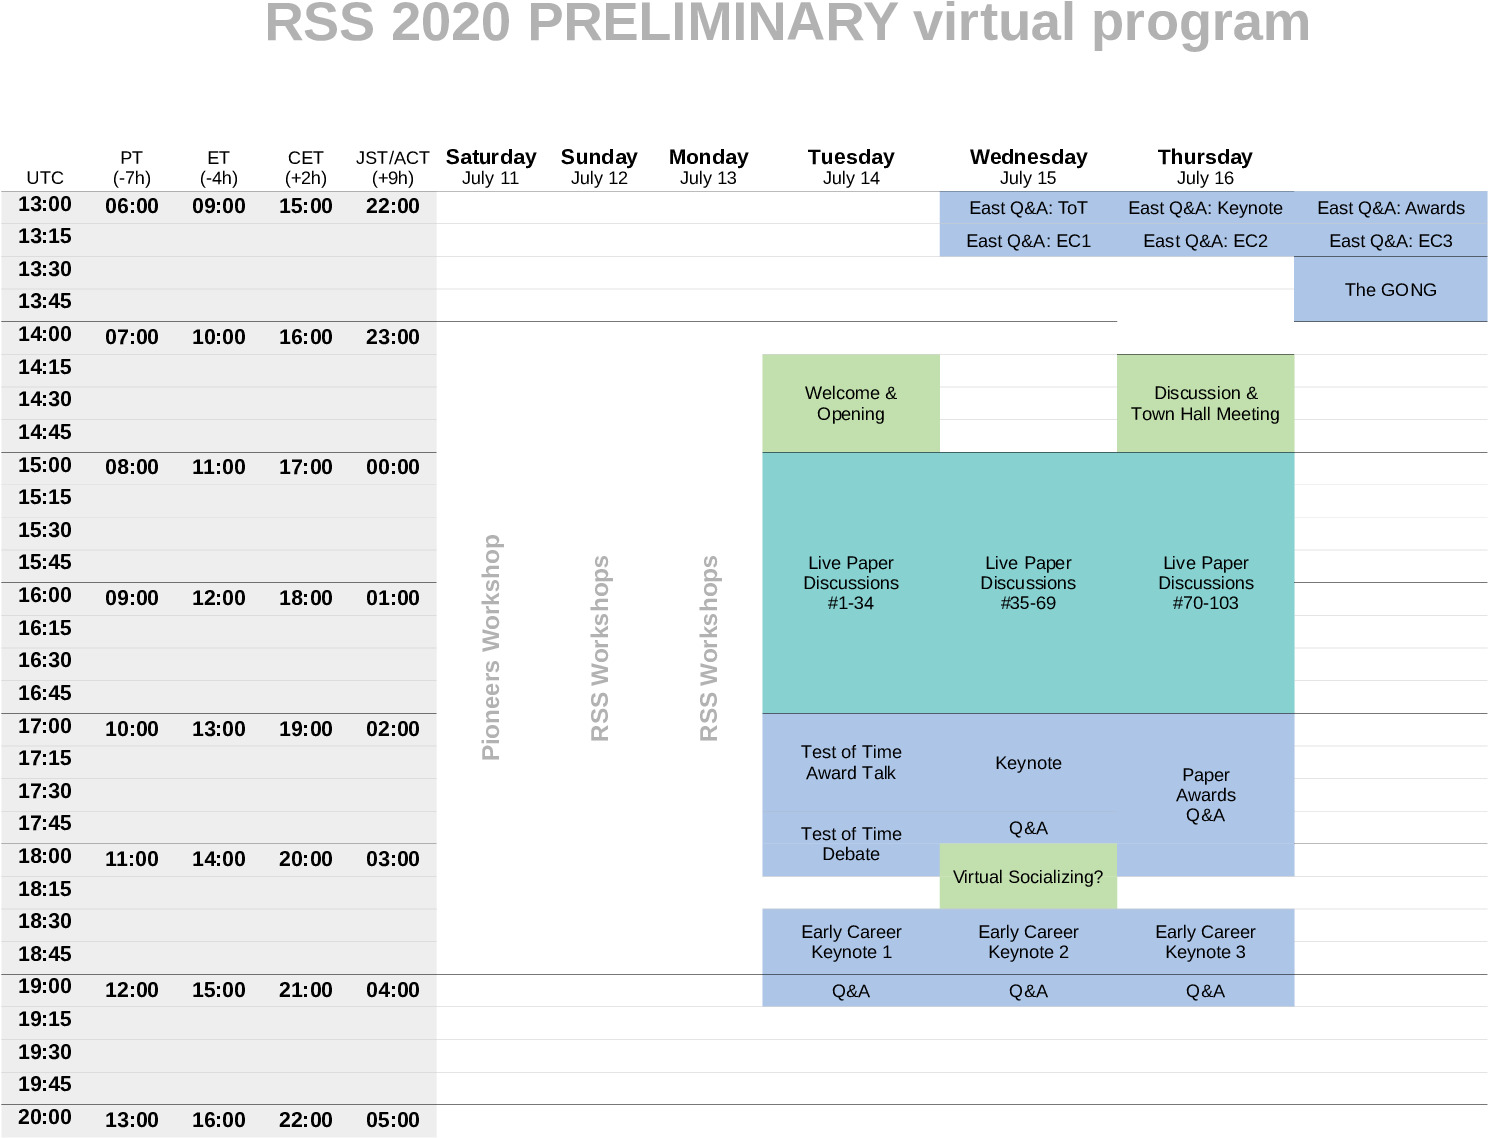 RSS 2020 PRELIMINARY virtual program
PT ET CET JST/ACT Saturday Sunday Monday Tuesday Wednesday Thursday
UTC (-7h) (-4h) (+2h) (+9h) July 11 July 12 July 13 July 14 July 15 July 16
13:00 06:00 09:00 15:00 22:00 East Q&A: ToT East Q&A: Keynote East Q&A: Awards
13:15 East Q&A: EC1 East Q&A: EC2 East Q&A: EC3
13:30
The GONG
13:45
14:00 07:00 10:00 16:00 23:00
14:15
14:30 Welcome & Discussion &
Opening Town Hall Meeting
14:45
15:00 08:00 11:00 17:00 00:00
15:15
15:30
15:45 Live Paper Live Paper Live Paper
Discussions Discussions Discussions
16:00 09:00 12:00 18:00 01:00 #1-34 #35-69 #70-103
16:15
16:30
16:45
Pioneers Workshop
RSS Workshops
RSS Workshops
17:00 10:00 13:00 19:00 02:00
17:15 Test of Time Keynote
Award Talk Paper
17:30 Awards
17:45 Q&A Q&A
Test of Time
18:00 11:00 14:00 20:00 03:00 Debate
18:15 Virtual Socializing?
18:30 Early Career Early Career Early Career
18:45 Keynote 1 Keynote 2 Keynote 3
19:00 12:00 15:00 21:00 04:00 Q&A Q&A Q&A
19:15
19:30
19:45
20:00 13:00 16:00 22:00 05:00